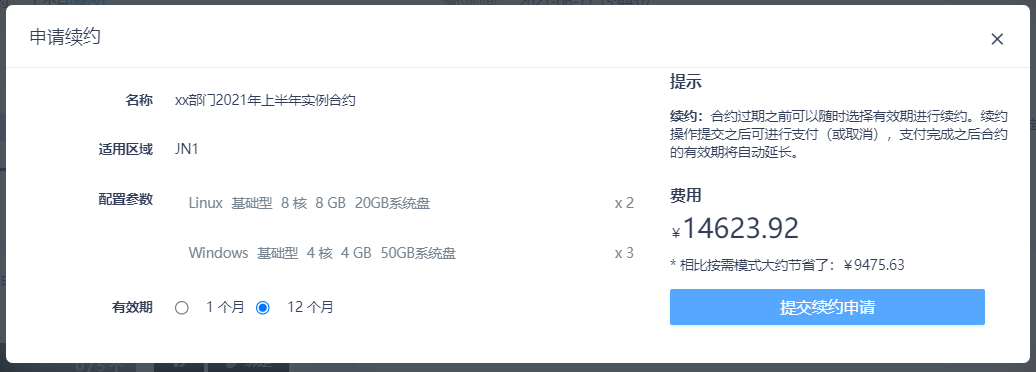 申请续约
×
名称 xx部门2021年上半年实例合约
适用区域 JN1
配置参数 Linux 基础型 8 核 8 GB 20GB系统盘 x 2
Windows 基础型 4 核 4 GB 50GB系统盘 x 3
有效期 1 个月 12 个月
提示
续约：合约过期之前可以随时选择有效期进行续约。续约
操作提交之后可进行支付（或取消），支付完成之后合约
的有效期将自动延长。
费用
￥14623.92
* 相比按需模式大约节省了：￥9475.63
提交续约申请